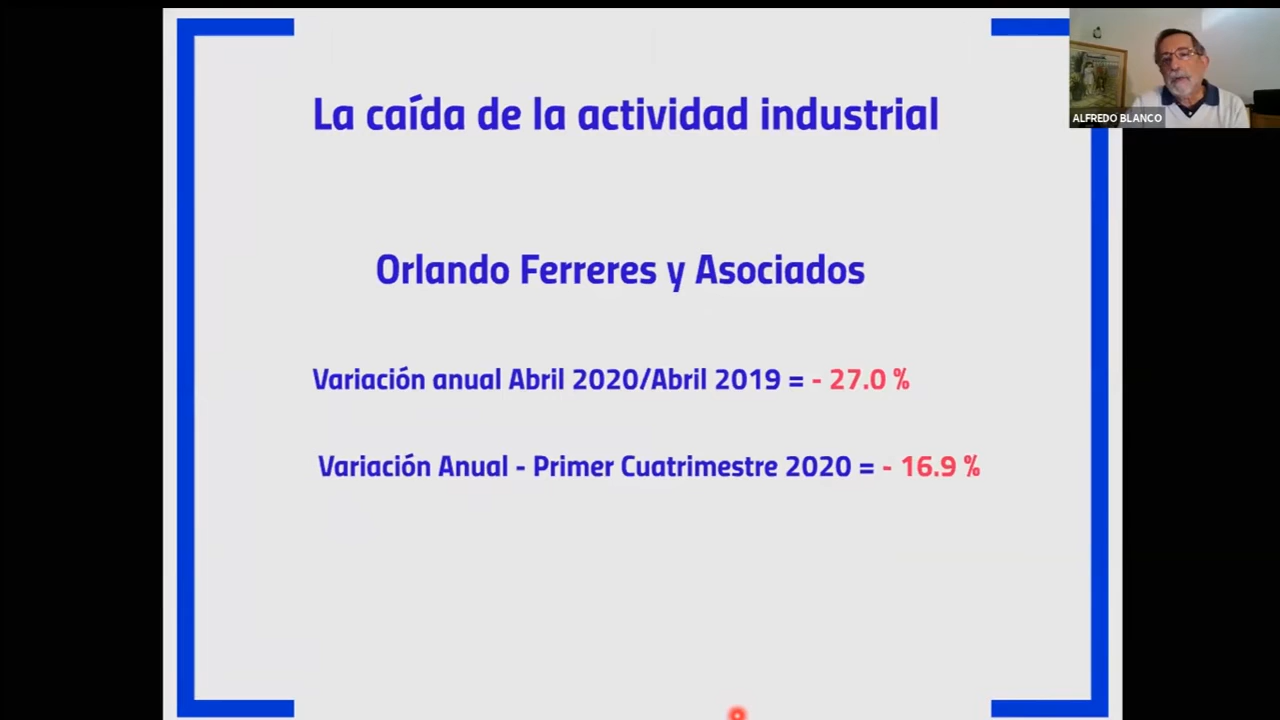 La caída de la actividad industrial
ALFREDO BLANCO
Orlando Ferreres y Asociados
Variación anual Abril 2020/Abril 2019 = - 27.0 %
Variación Anual - Primer Cuatrimestre 2020 = - 16.9 %